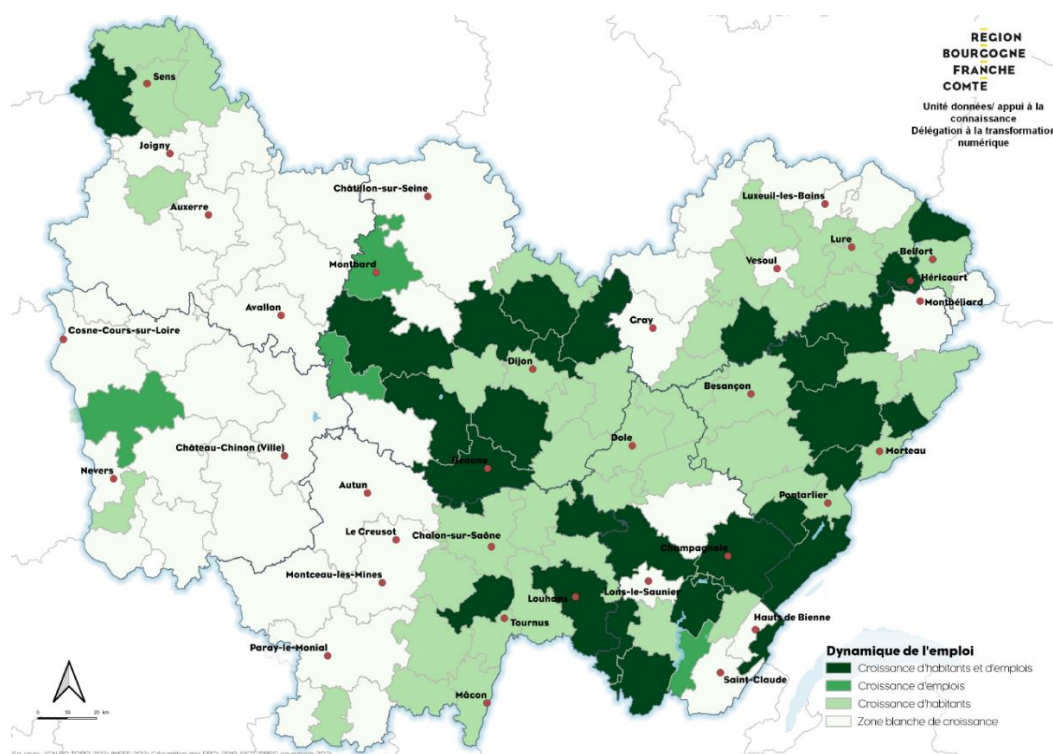 RÉGION
BOURGOGNE
FRANCHE
COMTE
Unité données/ appui à la
connaissance
Délégation à la transformation
numérique
Sens
Joigny
Auxerre
Châtillon-sur-Seine
Luxeuil-les-Bains
Lure
Belfort
Vesoul
Héricourt
Montbéliard
Montbard
Avallon
Cosne-Cours-sur-Loire
Gray
Dijon
Besançon
Dole
Morteau
Château-Chinon (Ville)
Nevers
Beaune
Autun
Pontarlier
Le Creusot
Chalon-sur-Saône
Champagnole
Montceau-les-Mines
Louhans
Lons-le-Saunier
Tournus
Hauts de Bienne
Paray-le-Monial
Saint-Claude
Mâcon
Dynamique de l'emploi
Croissance d'habitants et d'emplois
Croissance d'emplois
Croissance d'habitants
Zone blanche de croissance
0 10 20 km